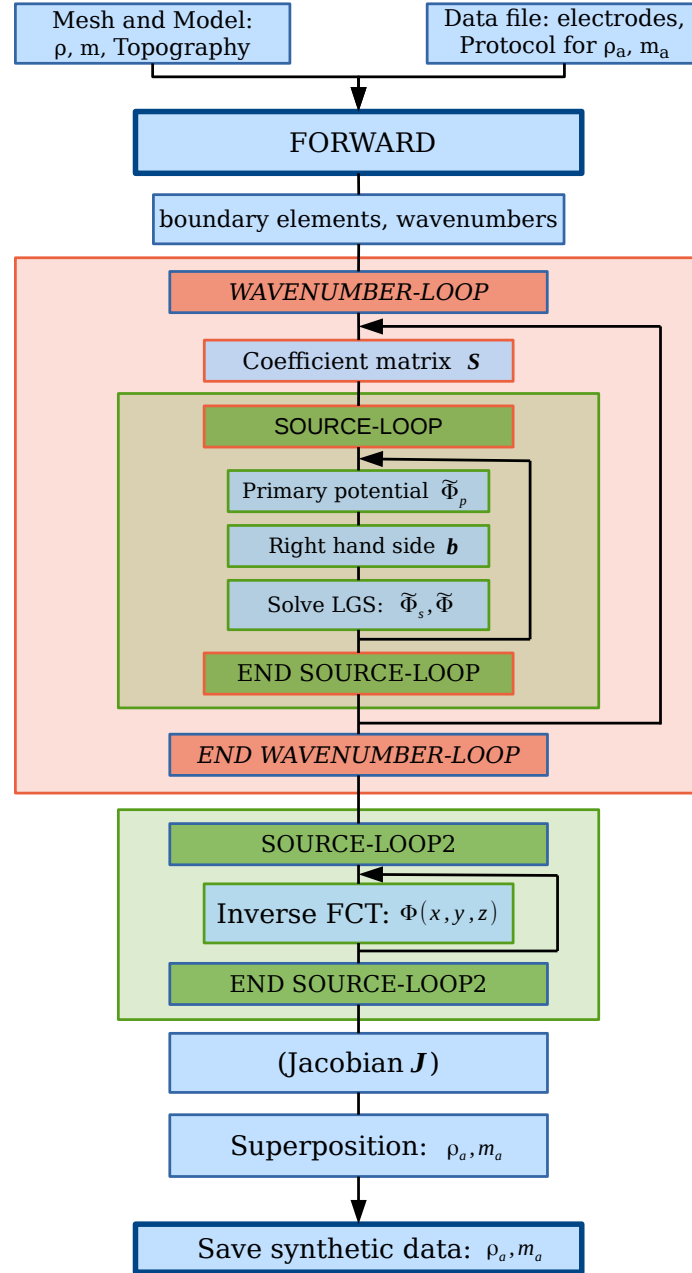 Mesh and Model:
ρ, m, Topography
Data file: electrodes,
Protocol for ρₐ, mₐ
FORWARD
boundary elements, wavenumbers
WAVENUMBER-LOOP
Coefficient matrix S
SOURCE-LOOP
Primary potential Φ̃ₚ
Right hand side b
Solve LGS: Φ̃ₛ, Φ̃
END SOURCE-LOOP
END WAVENUMBER-LOOP
SOURCE-LOOP2
Inverse FCT: Φ(x, y, z)
END SOURCE-LOOP2
(Jacobian J)
Superposition: ρₐ, mₐ
Save synthetic data: ρₐ, mₐ